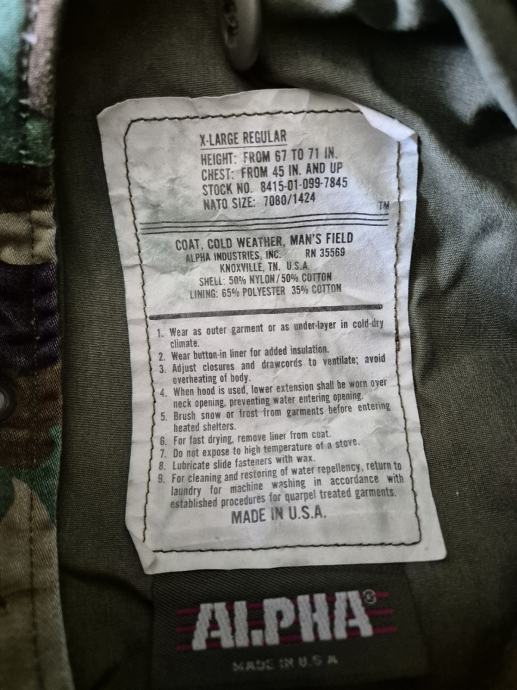 X-LARGE REGULAR
HEIGHT: FROM 67 TO 71 IN.
CHEST: FROM 45 IN. AND UP
STOCK NO. 8415-01-099-7845
NATO SIZE: 7080/1424
TM
COAT, COLD WEATHER, MAN'S FIELD
ALPHA INDUSTRIES, INC. RN 35569
KNOXVILLE, TN. U.S.A.
SHELL: 50% NYLON/50% COTTON
LINING: 65% POLYESTER 35% COTTON
1. Wear as outer garment or as under-layer in cold-dry
climate.
2. Wear button-in liner for added insulation.
3. Adjust closures and drawcords to ventilate; avoid
overheating of body.
4. When hood is used, lower extension shall be worn over
neck opening, preventing water entering opening.
5. Brush snow or frost from garments before entering
heated shelters.
6. For fast drying, remove liner from coat.
7. Do not expose to high temperature of a stove.
8. Lubricate slide fasteners with wax.
9. For cleaning and restoring of water repellency, return to
laundry for machine washing in accordance with
established procedures for quarpel treated garments.
MADE IN U.S.A.
ALPHA®
MADE IN U.S.A